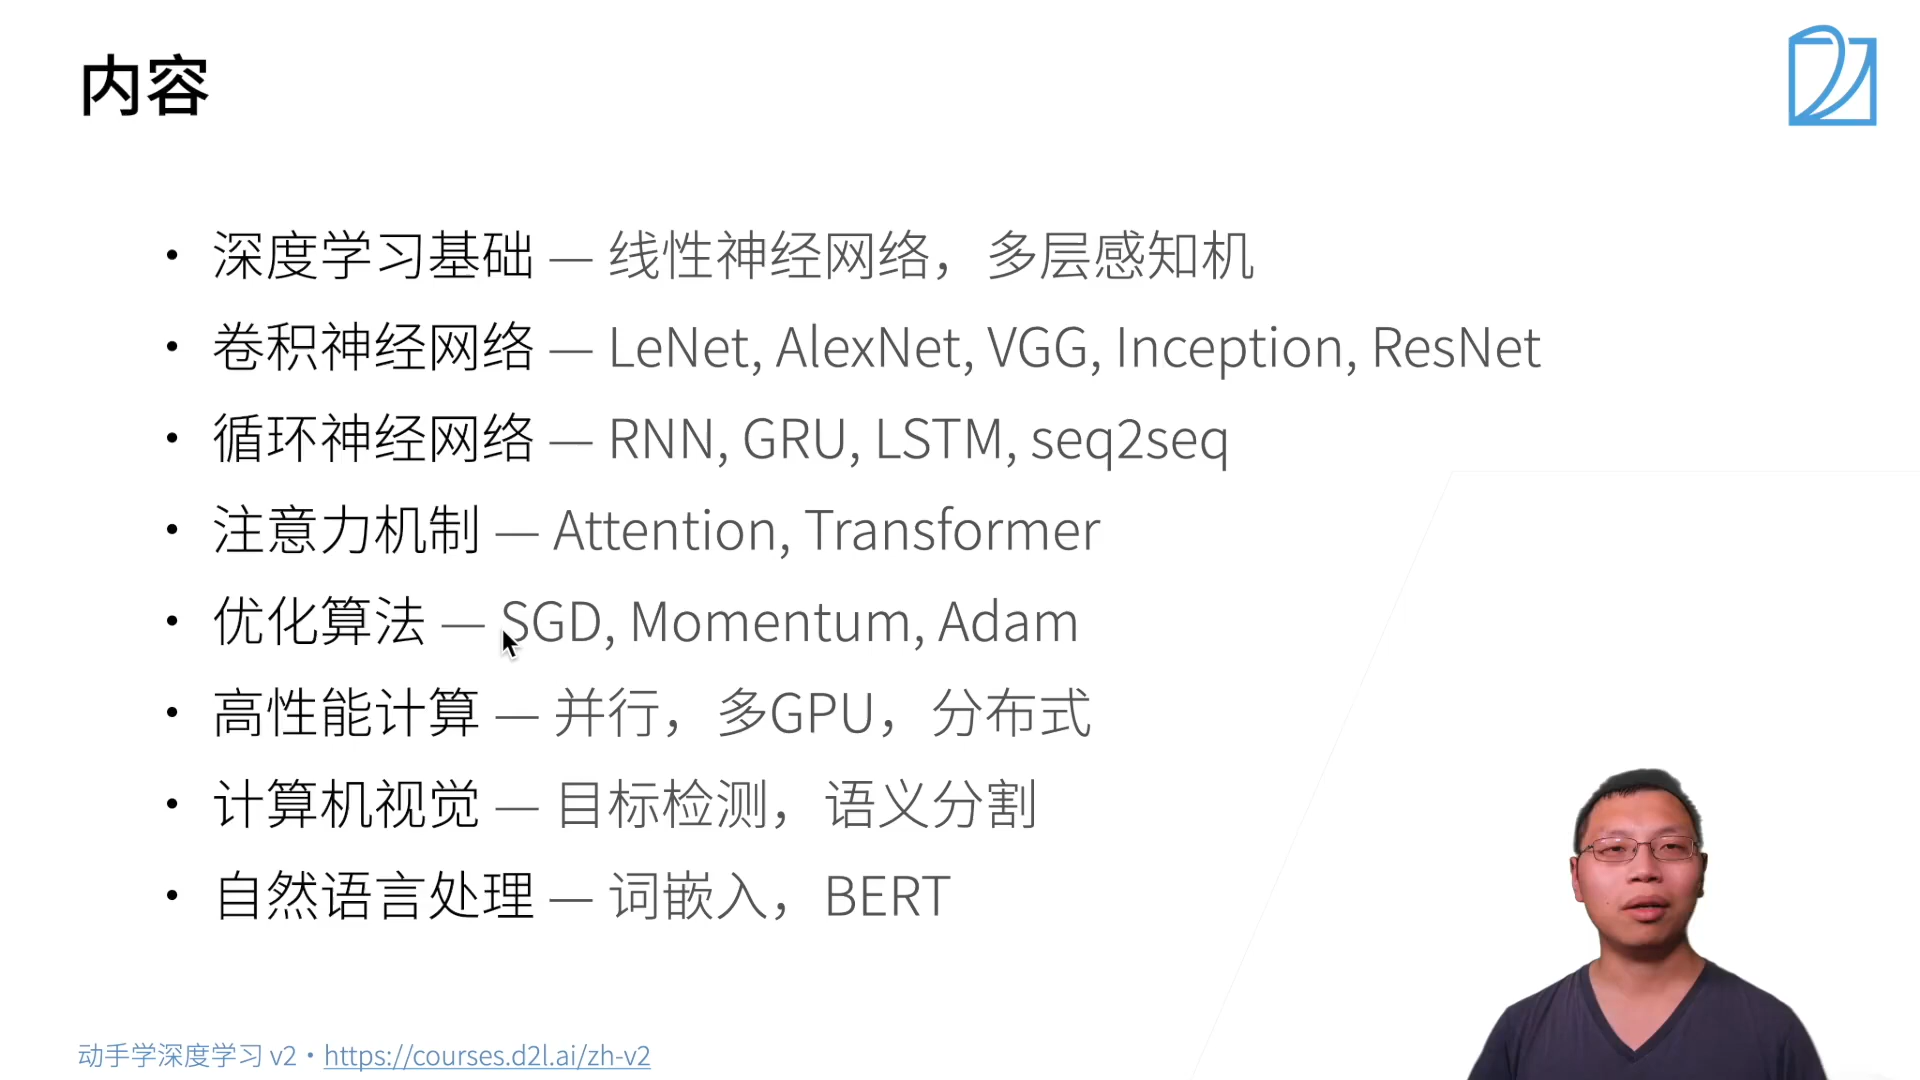 内容
• 深度学习基础 — 线性神经网络，多层感知机
• 卷积神经网络 — LeNet, AlexNet, VGG, Inception, ResNet
• 循环神经网络 — RNN, GRU, LSTM, seq2seq
• 注意力机制 — Attention, Transformer
• 优化算法 — SGD, Momentum, Adam
• 高性能计算 — 并行，多GPU，分布式
• 计算机视觉 — 目标检测，语义分割
• 自然语言处理 — 词嵌入，BERT
动手学深度学习 v2 • https://courses.d2l.ai/zh-v2